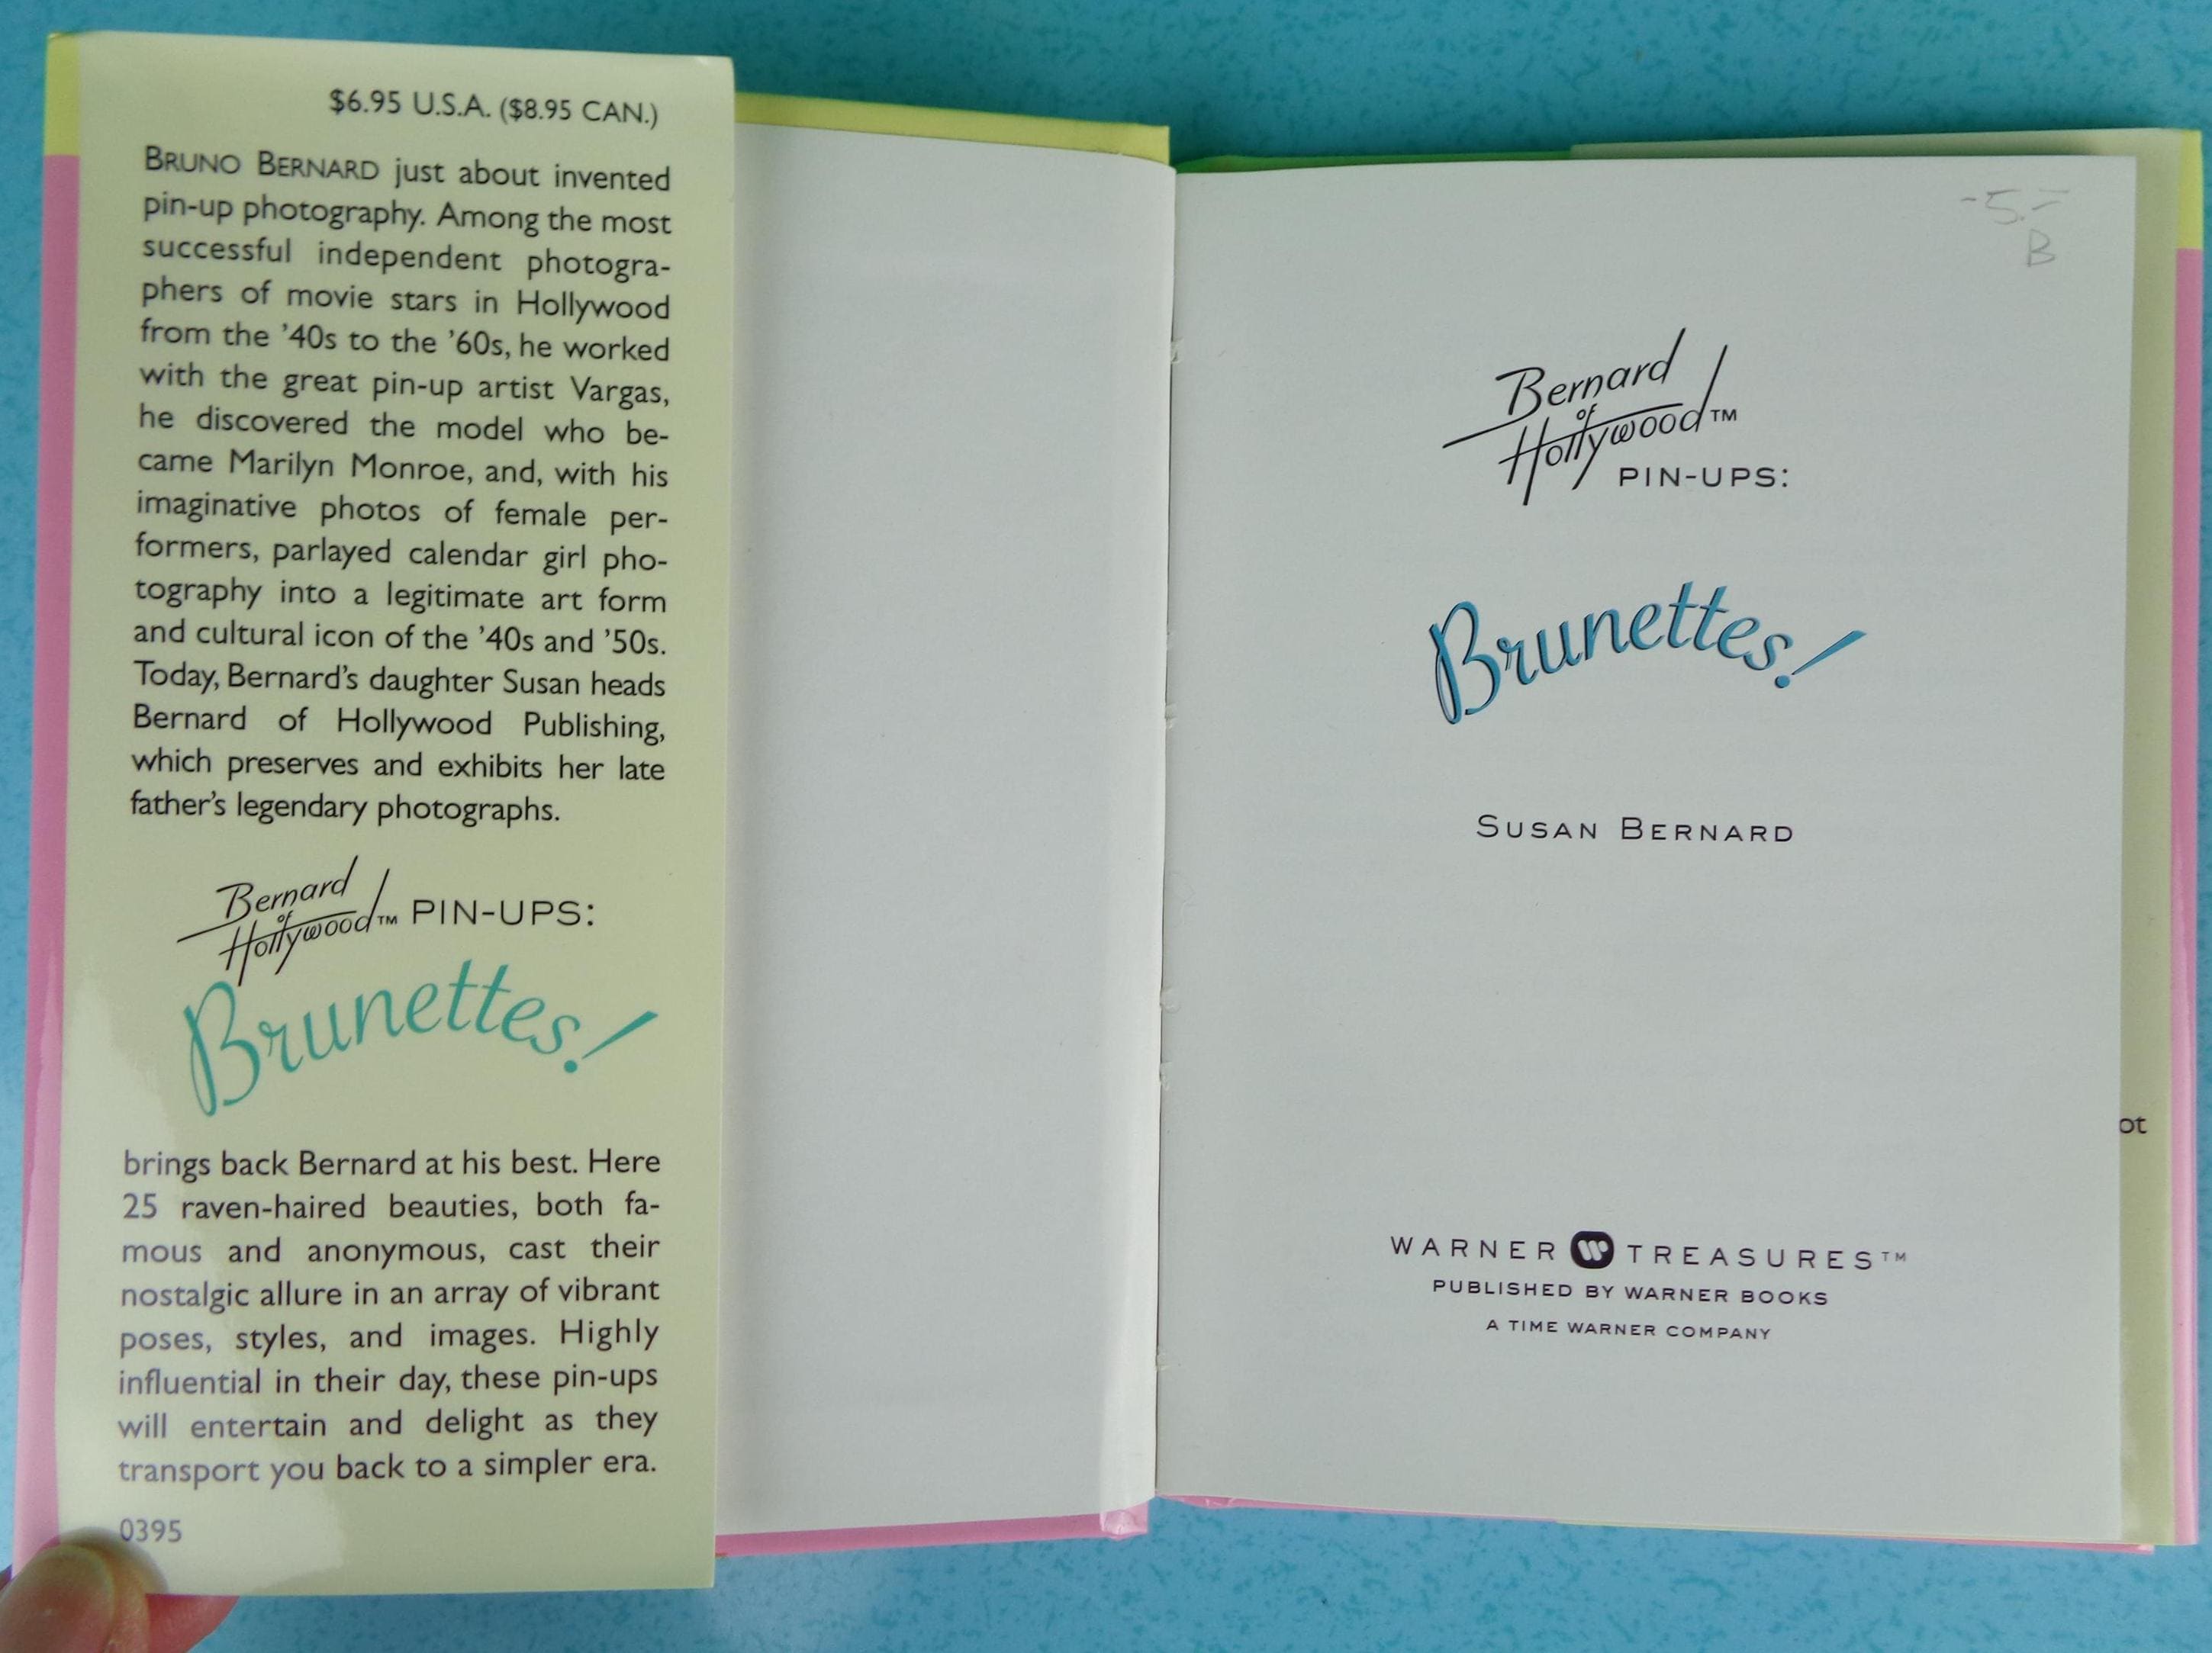 $6.95 U.S.A. ($8.95 CAN.)
BRUNO BERNARD just about invented
pin-up photography. Among the most
successful independent photogra-
phers of movie stars in Hollywood
from the ’40s to the ’60s, he worked
with the great pin-up artist Vargas,
he discovered the model who be-
came Marilyn Monroe, and, with his
imaginative photos of female per-
formers, parlayed calendar girl pho-
tography into a legitimate art form
and cultural icon of the ’40s and ’50s.
Today, Bernard’s daughter Susan heads
Bernard of Hollywood Publishing,
which preserves and exhibits her late
father’s legendary photographs.
Bernard
of
Hollywood™ PIN-UPS:
Brunettes!
brings back Bernard at his best. Here
25 raven-haired beauties, both fa-
mous and anonymous, cast their
nostalgic allure in an array of vibrant
poses, styles, and images. Highly
influential in their day, these pin-ups
will entertain and delight as they
transport you back to a simpler era.
0395
-5.-
B
Bernard
of
Hollywood™
PIN-UPS:
Brunettes!
SUSAN BERNARD
WARNER TREASURES™
PUBLISHED BY WARNER BOOKS
A TIME WARNER COMPANY
ot